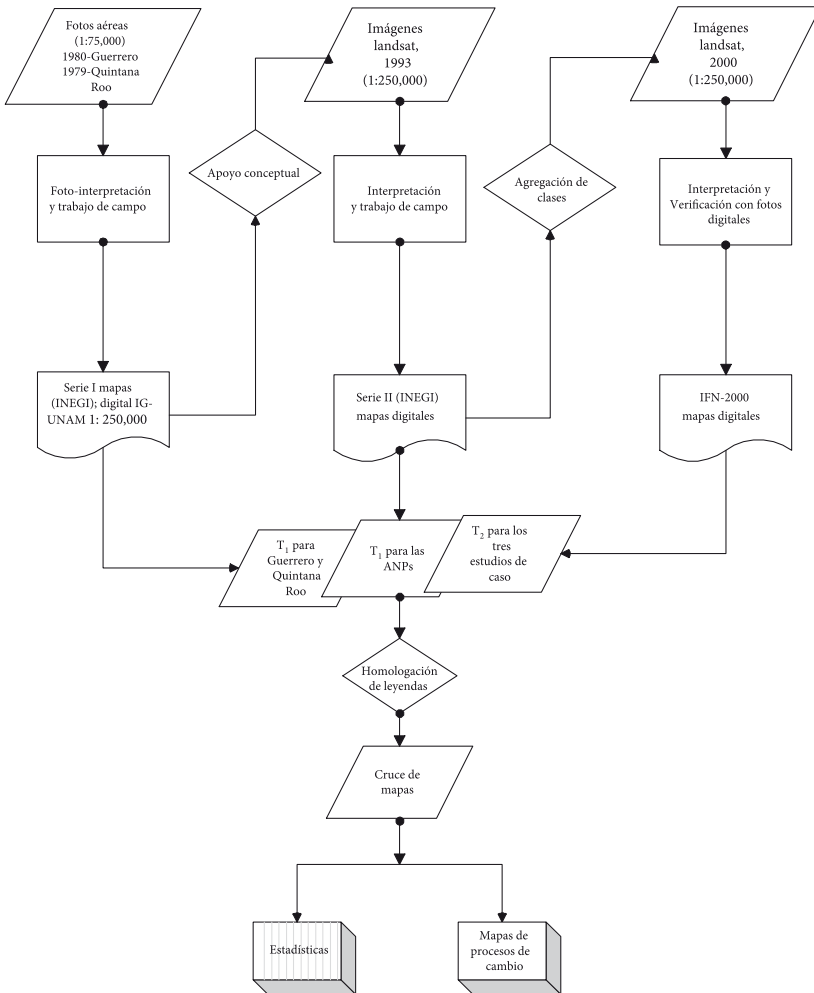 Fotos aéreas
(1:75,000)
1980-Guerrero
1979-Quintana
Roo
Imágenes
landsat,
1993
(1:250,000)
Imágenes
landsat,
2000
(1:250,000)
Foto-interpretación
y trabajo de campo
Apoyo conceptual
Interpretación
y trabajo de campo
Agregación de
clases
Interpretación y
Verificación con fotos
digitales
Serie I mapas
(INEGI); digital IG-
UNAM 1: 250,000
Serie II (INEGI)
mapas digitales
IFN-2000
mapas digitales
T₁ para
Guerrero y
Quintana
Roo
T₁ para las
ANPs
T₂ para los
tres
estudios de
caso
Homologación
de leyendas
Cruce de
mapas
Estadísticas
Mapas de
procesos de
cambio